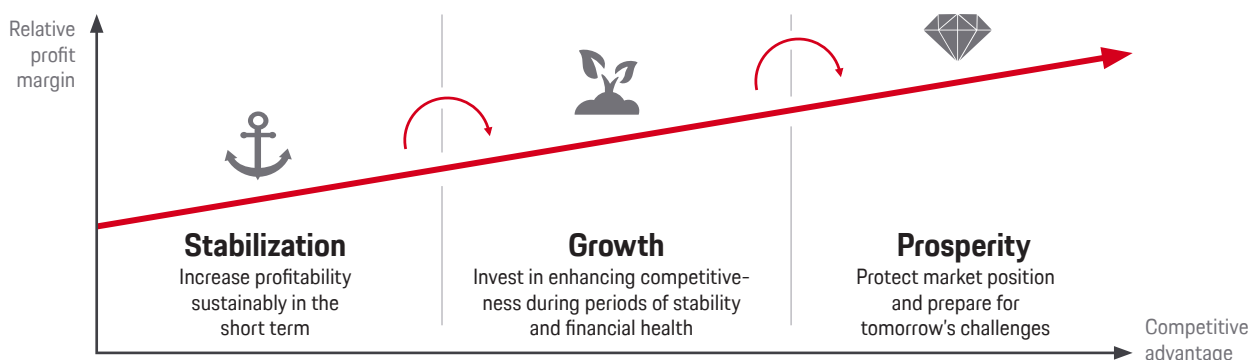 Relative
profit
margin
Stabilization
Increase profitability
sustainably in the
short term
Growth
Invest in enhancing competitive-
ness during periods of stability
and financial health
Prosperity
Protect market position
and prepare for
tomorrow's challenges
Competitive
advantage